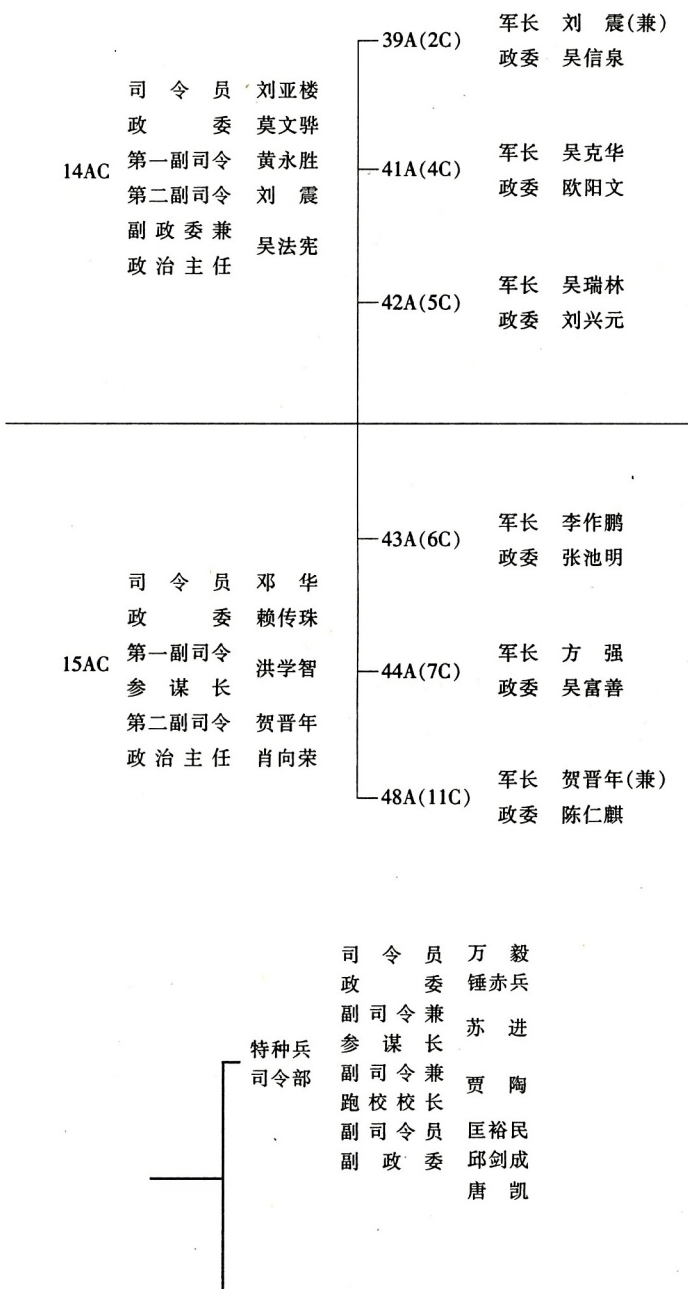 14AC
司令员 刘亚楼
政委 莫文骅
第一副司令 黄永胜
第二副司令 刘震
副政委兼
政治主任 吴法宪
39A(2C)
军长 刘震(兼)
政委 吴信泉
41A(4C)
军长 吴克华
政委 欧阳文
42A(5C)
军长 吴瑞林
政委 刘兴元
15AC
司令员 邓华
政委 赖传珠
第一副司令
参谋长 洪学智
第二副司令 贺晋年
政治主任 肖向荣
43A(6C)
军长 李作鹏
政委 张池明
44A(7C)
军长 方强
政委 吴富善
48A(11C)
军长 贺晋年(兼)
政委 陈仁麒
特种兵
司令部
司令员 万毅
政委 锤赤兵
副司令兼
参谋长 苏进
副司令兼
跑校校长 贾陶
副司令员 匡裕民
副政委 邱剑成
唐凯